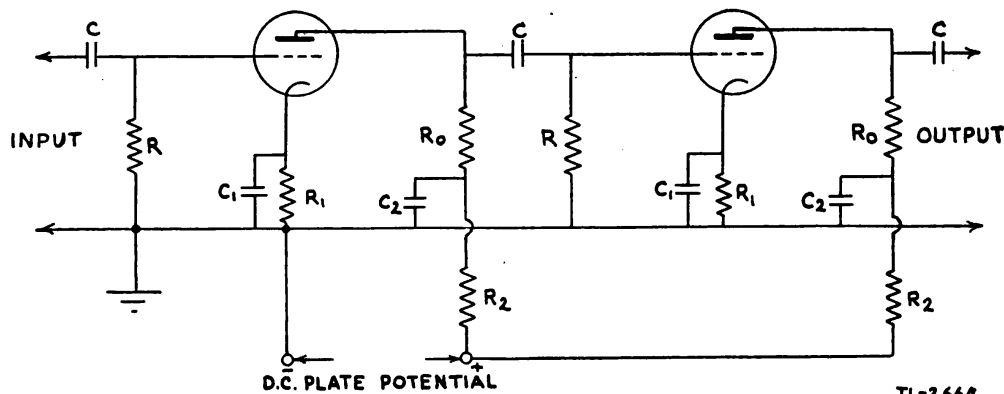 C C C
INPUT R R₀ R R₀ OUTPUT
C₁ R₁ C₂ C₁ R₁ C₂
R₂ R₂
- +
D.C. PLATE POTENTIAL